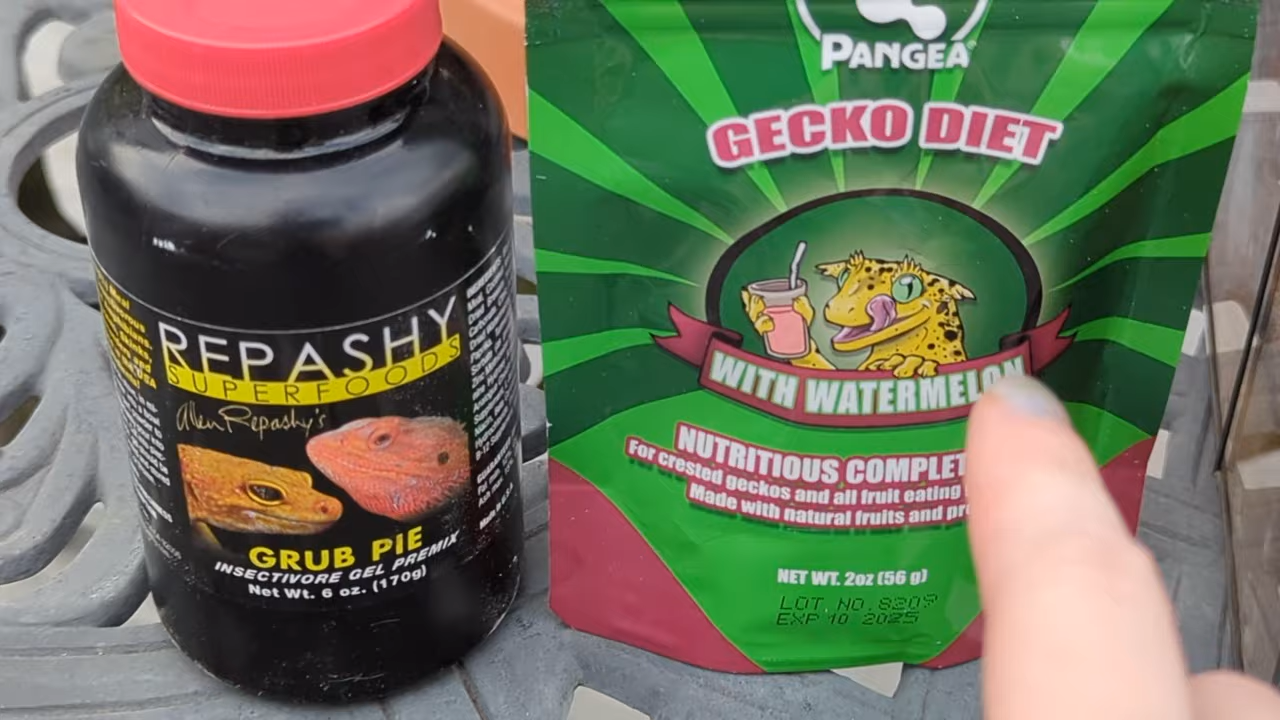 REPASHY
SUPERFOODS
Allen Repashy's
GRUB PIE
INSECTIVORE GEL PREMIX
Net Wt. 6 oz. (170g)
PANGEA
GECKO DIET
WITH WATERMELON
NUTRITIOUS COMPLET
For crested geckos and all fruit eating
Made with natural fruits and pr
NET WT. 2oz (56 g)
LOT. NO. 8209
EXP 10 2025